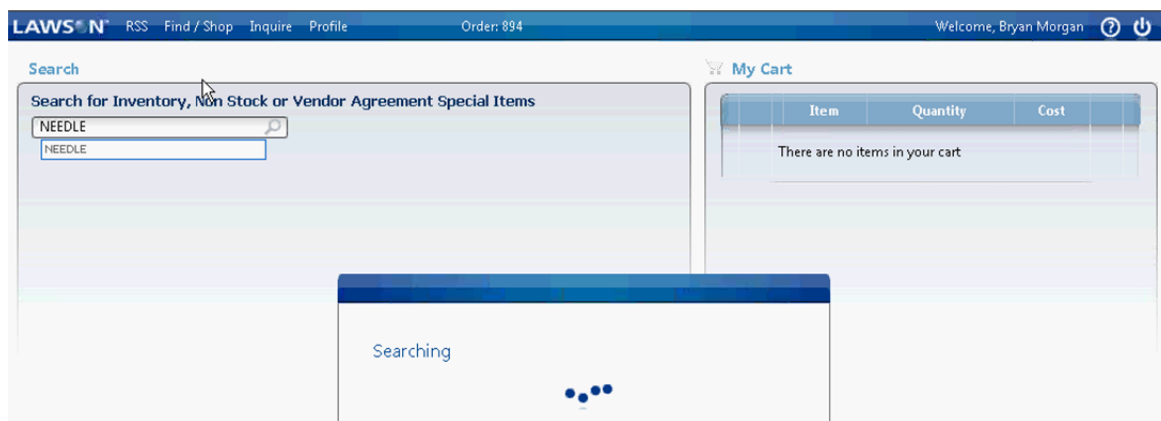 LAWSON RSS Find / Shop Inquire Profile Order: 894 Welcome, Bryan Morgan
Search
Search for Inventory, Non Stock or Vendor Agreement Special Items
NEEDLE
NEEDLE
My Cart
Item Quantity Cost
There are no items in your cart
Searching